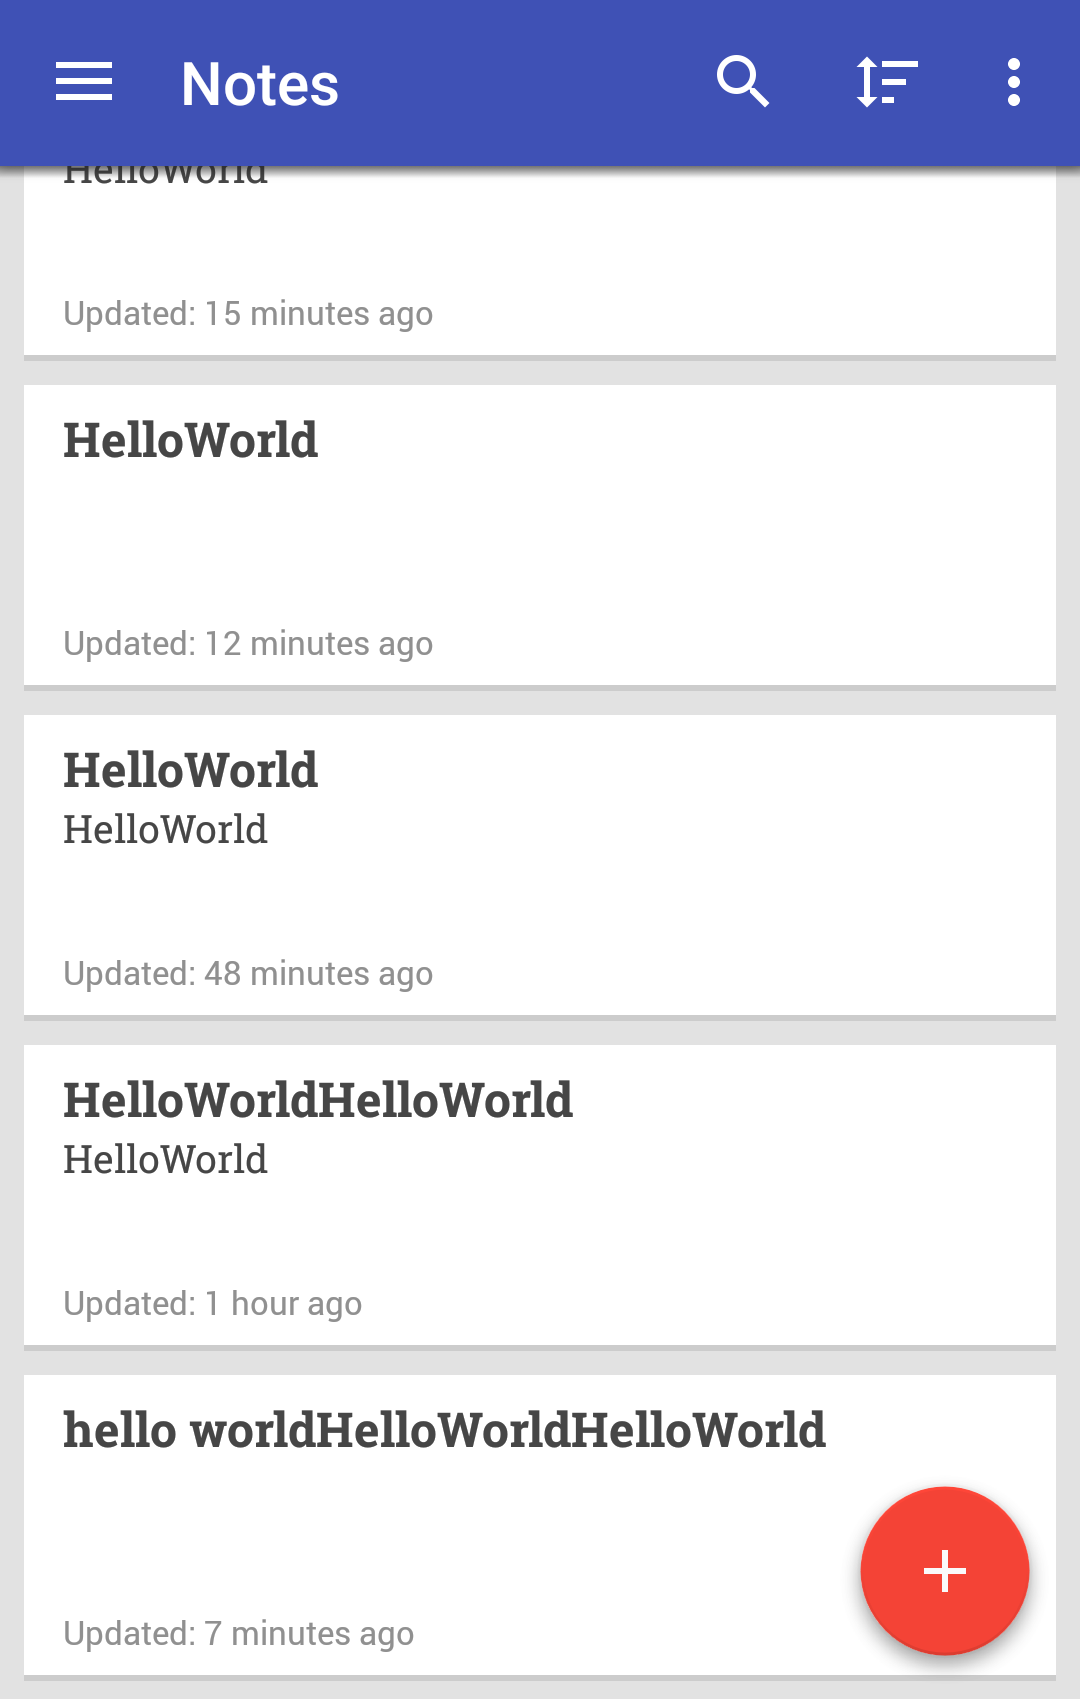 Notes
HelloWorld
Updated: 15 minutes ago
HelloWorld
Updated: 12 minutes ago
HelloWorld
HelloWorld
Updated: 48 minutes ago
HelloWorldHelloWorld
HelloWorld
Updated: 1 hour ago
hello worldHelloWorldHelloWorld
Updated: 7 minutes ago